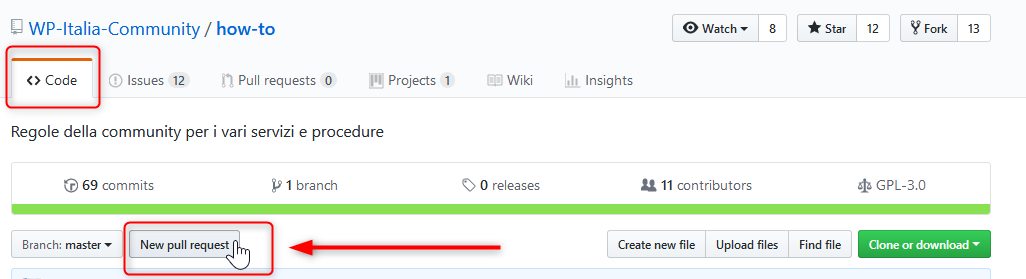 WP-Italia-Community / how-to Watch 8 Star 12 Fork 13
Code Issues 12 Pull requests 0 Projects 1 Wiki Insights
Regole della community per i vari servizi e procedure
69 commits 1 branch 0 releases 11 contributors GPL-3.0
Branch: master New pull request Create new file Upload files Find file Clone or download